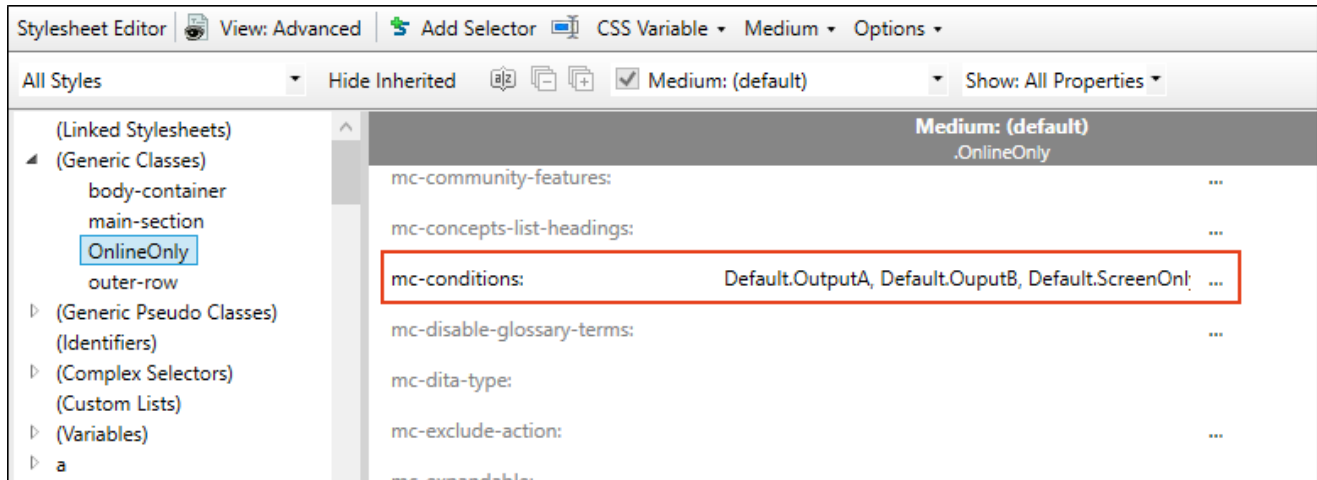 Stylesheet Editor View: Advanced Add Selector CSS Variable Medium Options
All Styles Hide Inherited a|z Medium: (default) Show: All Properties
(Linked Stylesheets)
(Generic Classes)
body-container
main-section
OnlineOnly
outer-row
(Generic Pseudo Classes)
(Identifiers)
(Complex Selectors)
(Custom Lists)
(Variables)
a
Medium: (default)
.OnlineOnly
mc-community-features: ...
mc-concepts-list-headings: ...
mc-conditions: Default.OutputA, Default.OuputB, Default.ScreenOnl ...
mc-disable-glossary-terms: ...
mc-dita-type:
mc-exclude-action: ...
mc-expandable: